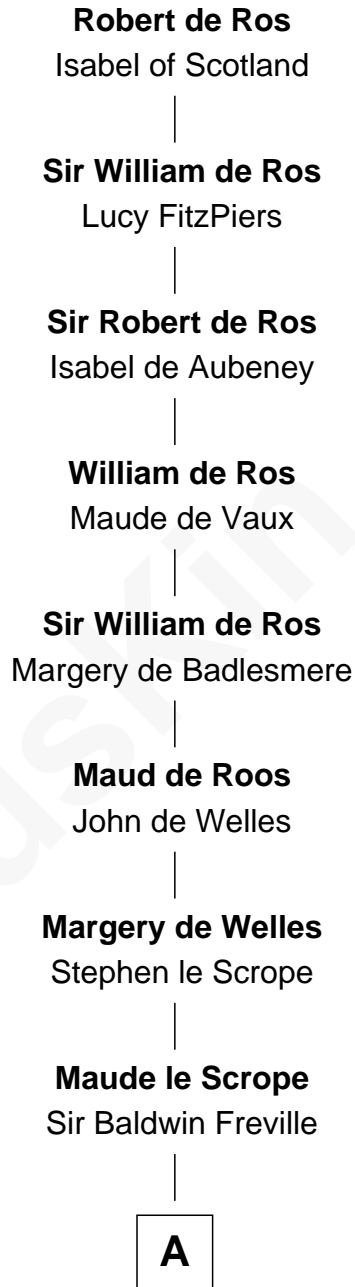 Robert de Ros
Isabel of Scotland
Sir William de Ros
Lucy FitzPiers
Sir Robert de Ros
Isabel de Aubeney
William de Ros
Maude de Vaux
Sir William de Ros
Margery de Badlesmere
Maud de Roos
John de Welles
Margery de Welles
Stephen le Scrope
Maude le Scrope
Sir Baldwin Freville
A